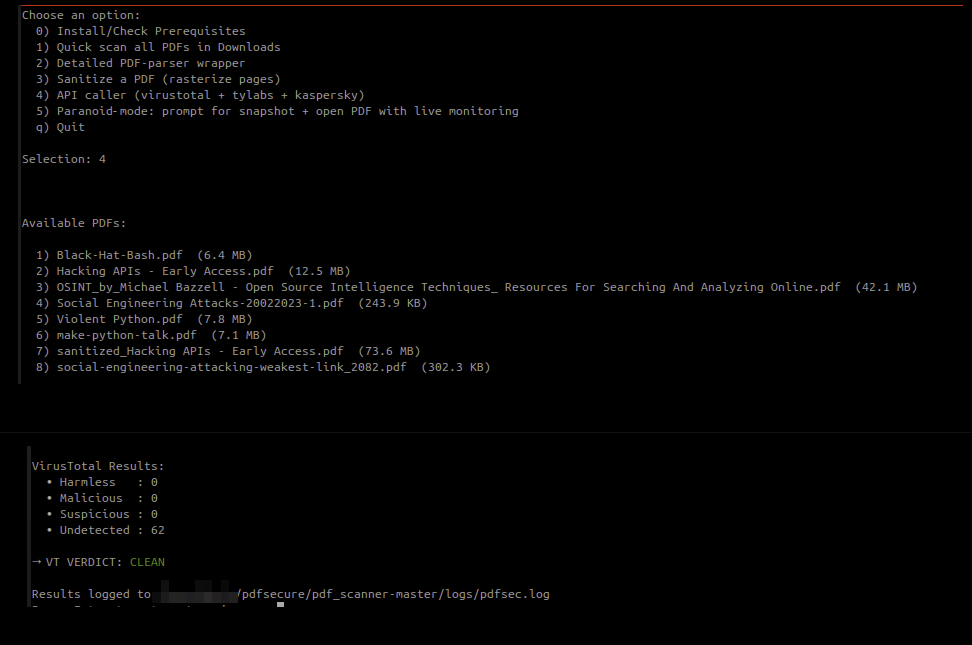 Choose an option:
0) Install/Check Prerequisites
1) Quick scan all PDFs in Downloads
2) Detailed PDF-parser wrapper
3) Sanitize a PDF (rasterize pages)
4) API caller (virustotal + tylabs + kaspersky)
5) Paranoid-mode: prompt for snapshot + open PDF with live monitoring
q) Quit
Selection: 4
Available PDFs:
1) Black-Hat-Bash.pdf (6.4 MB)
2) Hacking APIs - Early Access.pdf (12.5 MB)
3) OSINT_by_Michael Bazzell - Open Source Intelligence Techniques_ Resources For Searching And Analyzing Online.pdf (42.1 MB)
4) Social Engineering Attacks-20022023-1.pdf (243.9 KB)
5) Violent Python.pdf (7.8 MB)
6) make-python-talk.pdf (7.1 MB)
7) sanitized_Hacking APIs - Early Access.pdf (73.6 MB)
8) social-engineering-attacking-weakest-link_2082.pdf (302.3 KB)
VirusTotal Results:
• Harmless : 0
• Malicious : 0
• Suspicious : 0
• Undetected : 62
→ VT VERDICT: CLEAN
Results logged to /pdfsecure/pdf_scanner-master/logs/pdfsec.log